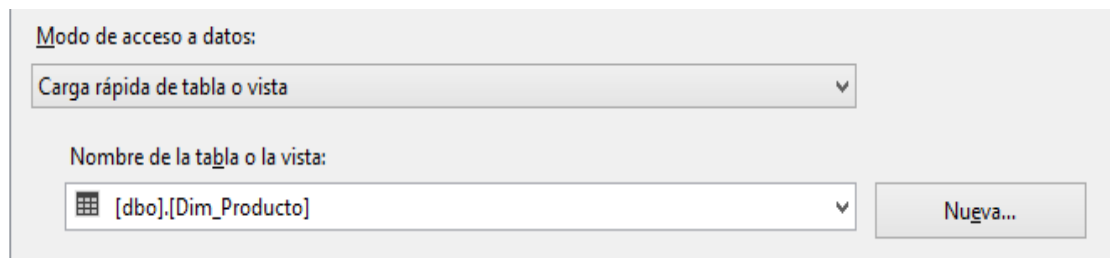 Modo de acceso a datos:
Carga rápida de tabla o vista
Nombre de la tabla o la vista:
[dbo].[Dim_Producto]
Nueva...